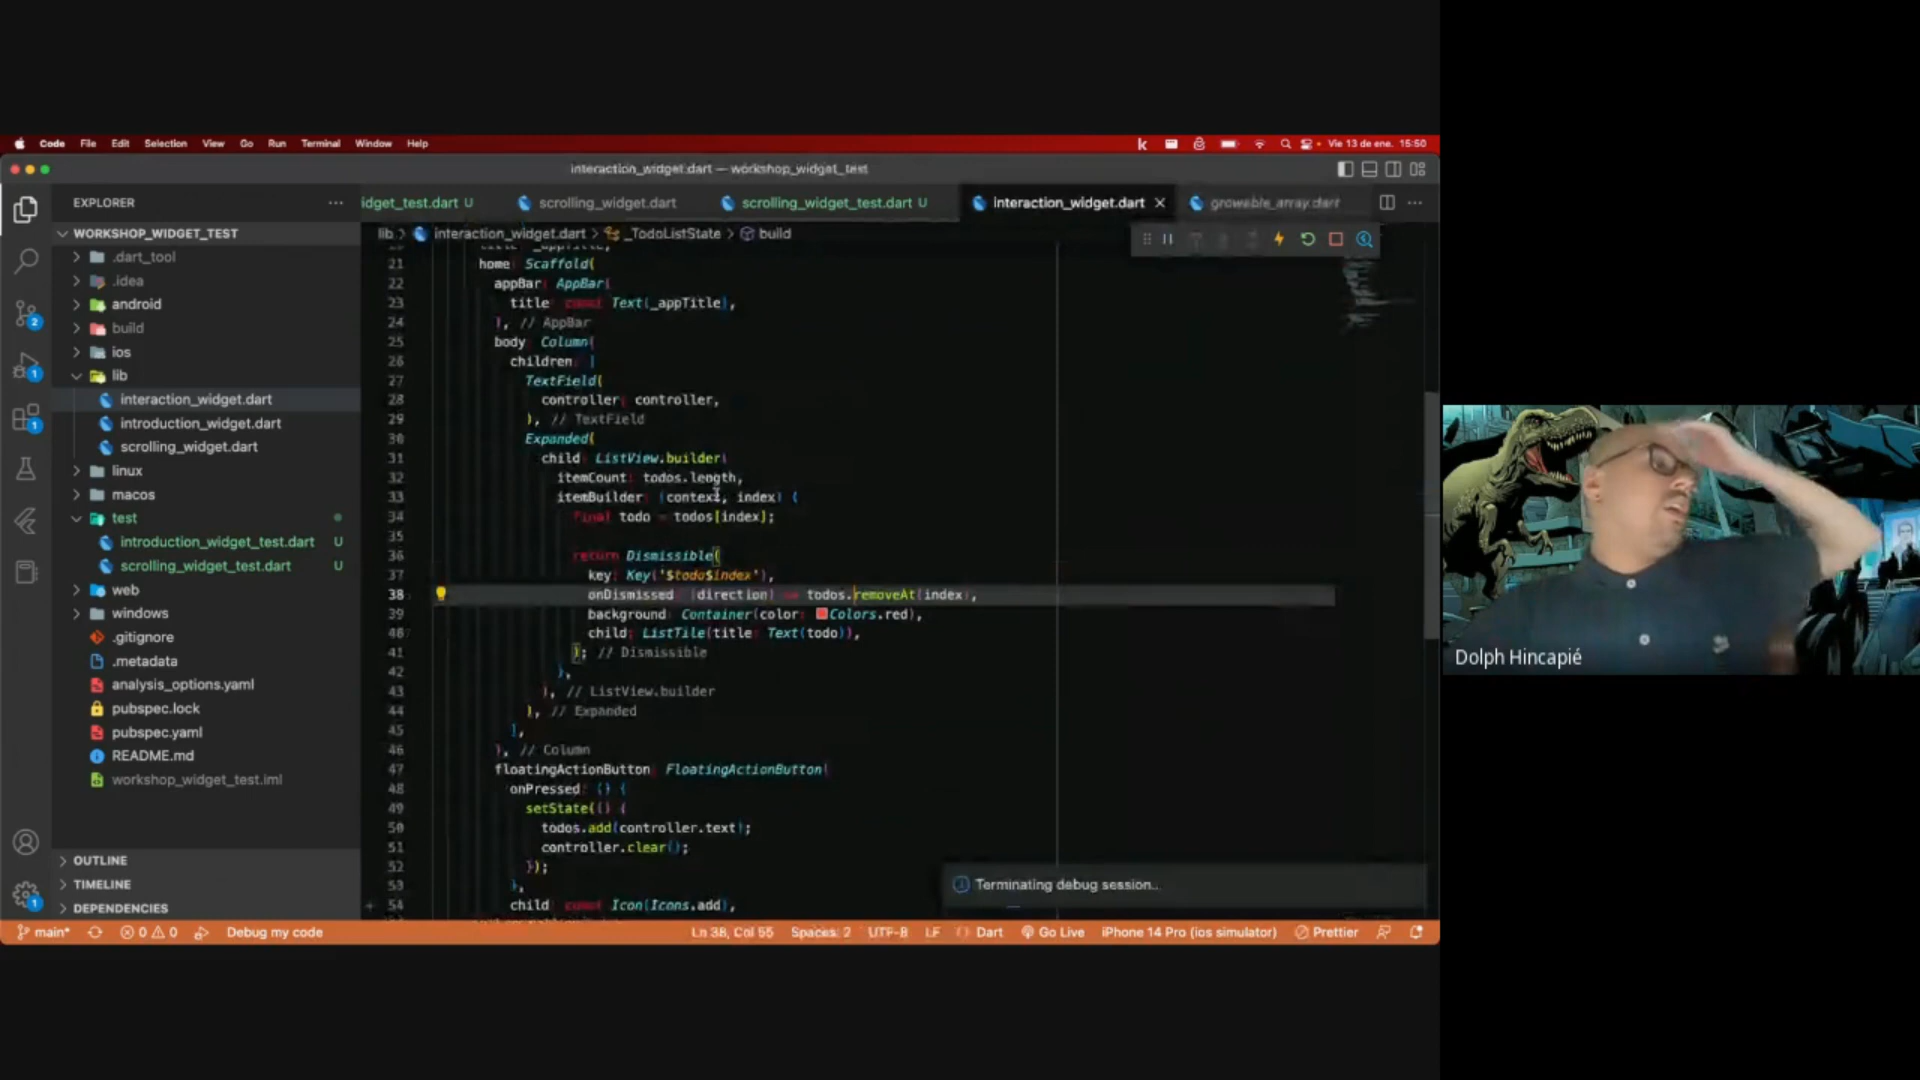 Code File Edit Selection View Go Run Terminal Window Help
Vie 13 de ene. 15:50
interaction_widget.dart — workshop_widget_test
EXPLORER
idget_test.dart U
scrolling_widget.dart
scrolling_widget_test.dart U
interaction_widget.dart
growable_array.dart
lib > interaction_widget.dart > _TodoListState > build
WORKSHOP_WIDGET_TEST
.dart_tool
.idea
android
build
ios
lib
interaction_widget.dart
introduction_widget.dart
scrolling_widget.dart
linux
macos
test
introduction_widget_test.dart U
scrolling_widget_test.dart U
web
windows
.gitignore
.metadata
analysis_options.yaml
pubspec.lock
pubspec.yaml
README.md
workshop_widget_test.iml
OUTLINE
TIMELINE
DEPENDENCIES
21 home: Scaffold(
22 appBar: AppBar(
23 title: const Text(_appTitle),
24 ), // AppBar
25 body: Column(
26 children: [
27 TextField(
28 controller: controller,
29 ), // TextField
30 Expanded(
31 child: ListView.builder(
32 itemCount: todos.length,
33 itemBuilder: (context, index) {
34 final todo = todos[index];
35
36 return Dismissible(
37 key: Key('$todo$index'),
38 onDismissed: (direction) => todos.removeAt(index),
39 background: Container(color: Colors.red),
40 child: ListTile(title: Text(todo)),
41 ); // Dismissible
42 },
43 ), // ListView.builder
44 ), // Expanded
45 ],
46 ), // Column
47 floatingActionButton: FloatingActionButton(
48 onPressed: () {
49 setState(() {
50 todos.add(controller.text);
51 controller.clear();
52 });
53 },
54 child: const Icon(Icons.add),
Terminating debug session..
main* 0 0 Debug my code
Ln 38, Col 55 Spaces: 2 UTF-8 LF Dart Go Live iPhone 14 Pro (ios simulator) Prettier
2
1
1
1
Dolph Hincapié